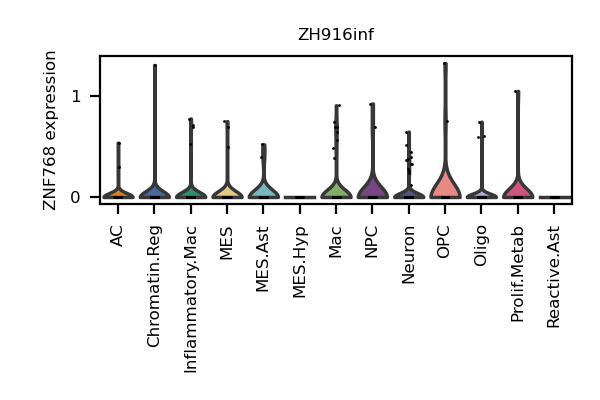 ZH916inf
ZNF768 expression
1
0
AC
Chromatin.Reg
Inflammatory.Mac
MES
MES.Ast
MES.Hyp
Mac
NPC
Neuron
OPC
Oligo
Prolif.Metab
Reactive.Ast